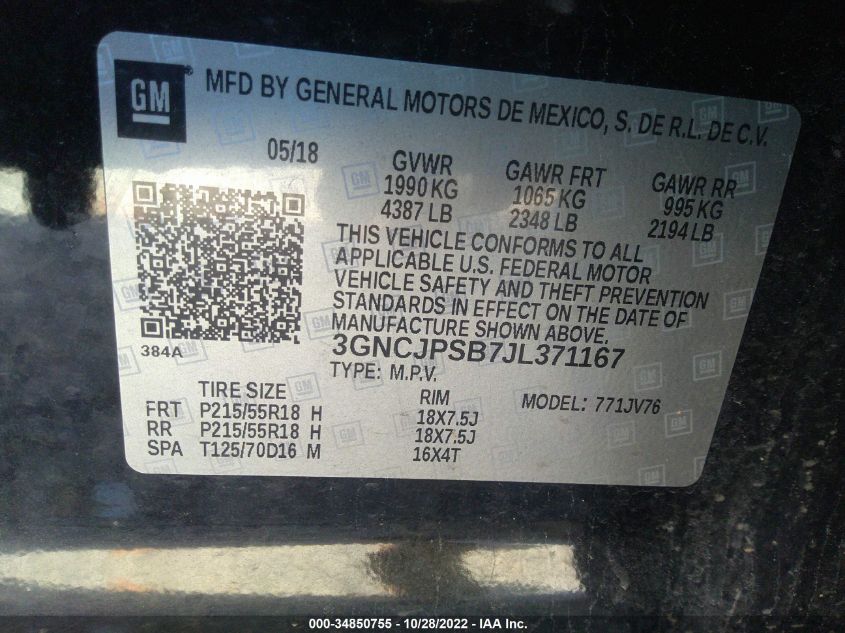 GM
MFD BY GENERAL MOTORS DE MEXICO, S. DE R.L. DE C.V.
05/18 GVWR GAWR FRT GAWR RR
1990 KG 1065 KG 995 KG
4387 LB 2348 LB 2194 LB
THIS VEHICLE CONFORMS TO ALL
APPLICABLE U.S. FEDERAL MOTOR
VEHICLE SAFETY AND THEFT PREVENTION
STANDARDS IN EFFECT ON THE DATE OF
MANUFACTURE SHOWN ABOVE.
384A
3GNCJPSB7JL371167
TYPE: M.P.V.
TIRE SIZE RIM MODEL: 771JV76
FRT P215/55R18 H 18X7.5J
RR P215/55R18 H 18X7.5J
SPA T125/70D16 M 16X4T
000-34850755 - 10/28/2022 - IAA Inc.